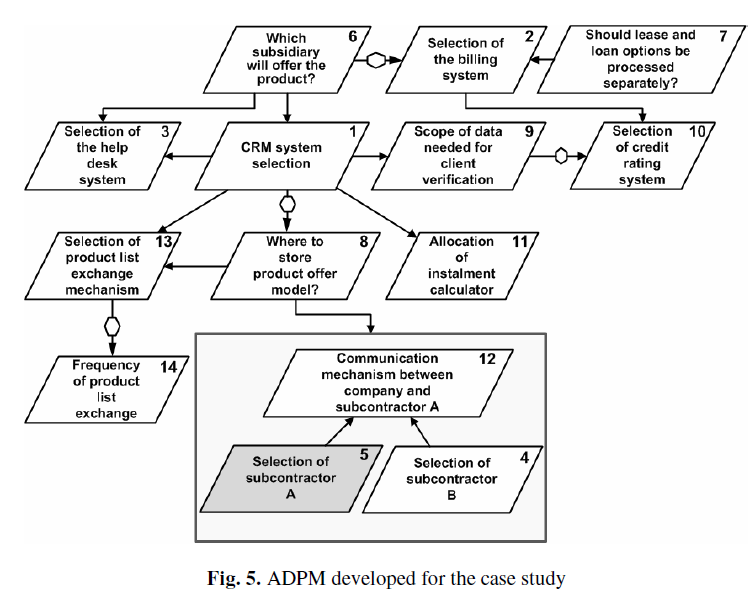 Which
subsidiary
will offer the
product?
6
Selection of
the billing
system
2
Should lease and
loan options be
processed
separately?
7
Selection of
the help
desk
system
3
CRM system
selection
1
Scope of data
needed for
client
verification
9
Selection
of credit
rating
system
10
Selection of
product list
exchange
mechanism
13
Where to
store
product offer
model?
8
Allocation
of
instalment
calculator
11
Frequency
of product
list
exchange
14
Communication
mechanism between
company and
subcontractor A
12
Selection of
subcontractor
A
5
Selection of
subcontractor
B
4
Fig. 5. ADPM developed for the case study